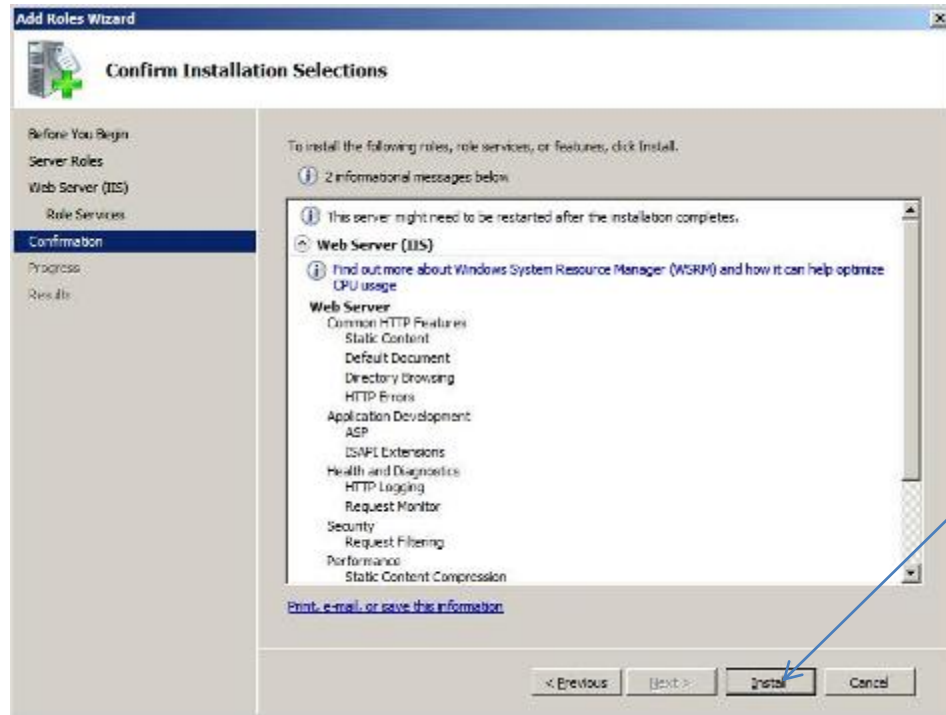 Add Roles Wizard
Confirm Installation Selections
Before You Begin
Server Roles
Web Server (IIS)
Role Services
Confirmation
Progress
Results
To install the following roles, role services, or features, click Install.
2 informational messages below
This server might need to be restarted after the installation completes.
Web Server (IIS)
Find out more about Windows System Resource Manager (WSRM) and how it can help optimize
CPU usage
Web Server
Common HTTP Features
Static Content
Default Document
Directory Browsing
HTTP Errors
Application Development
ASP
ISAPI Extensions
Health and Diagnostics
HTTP Logging
Request Monitor
Security
Request Filtering
Performance
Static Content Compression
Print, e-mail, or save this information
< Previous
Next >
Install
Cancel